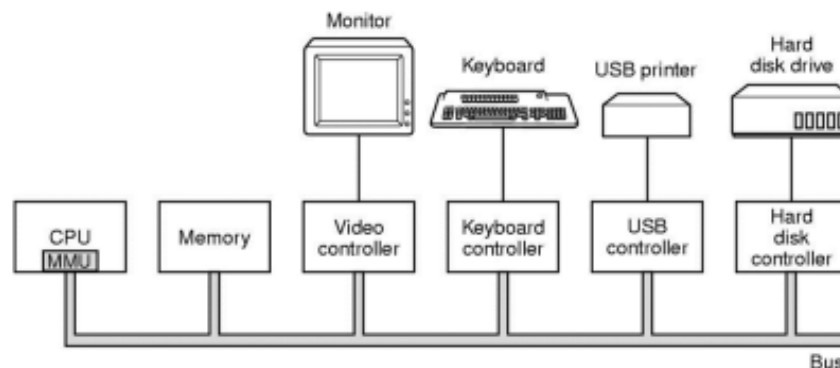 Monitor
Keyboard
USB printer
Hard
disk drive
CPU
MMU
Memory
Video
controller
Keyboard
controller
USB
controller
Hard
disk
controller
Bus